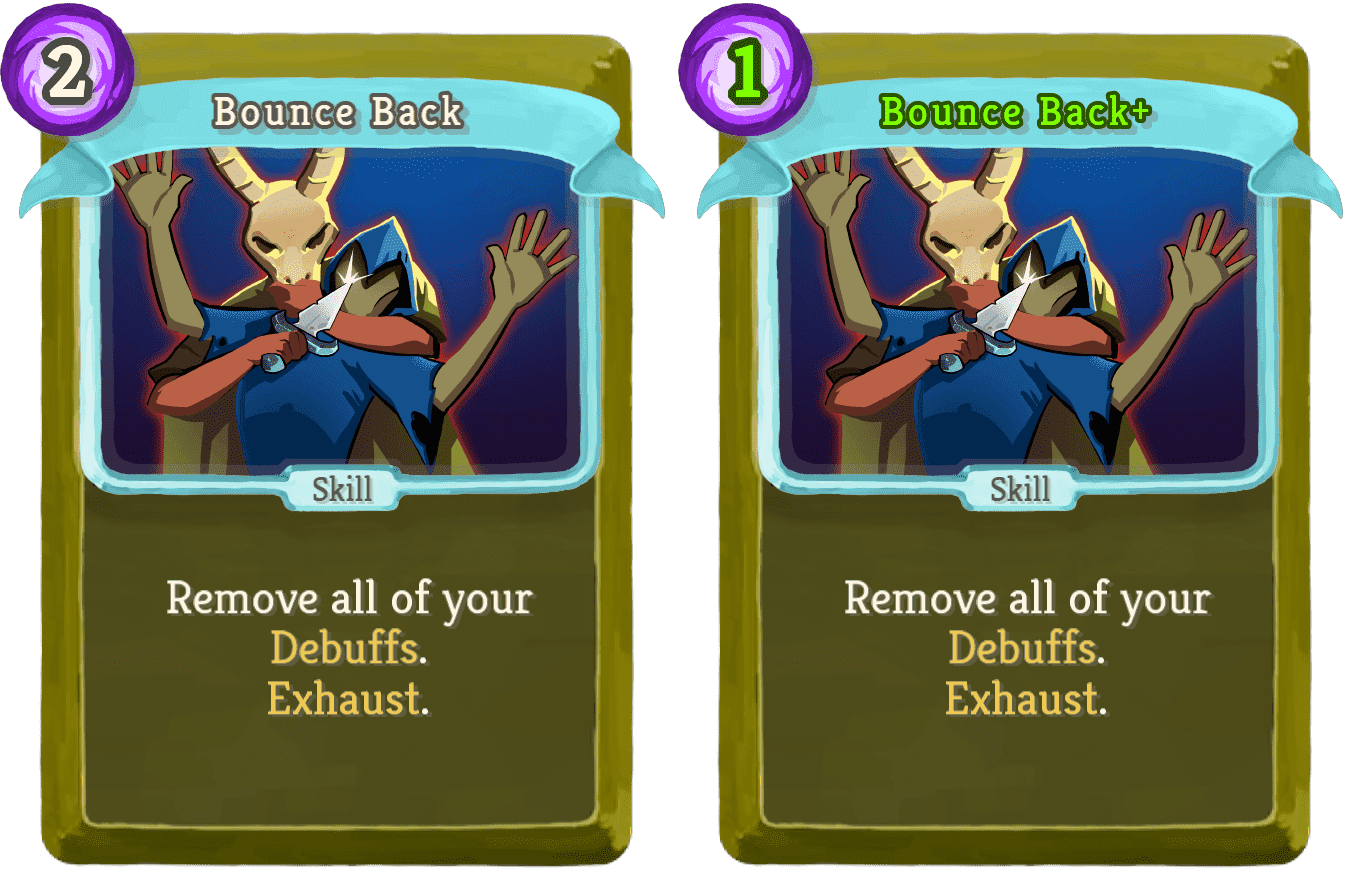 2
Bounce Back
Skill
Remove all of your
Debuffs.
Exhaust.
1
Bounce Back+
Skill
Remove all of your
Debuffs.
Exhaust.